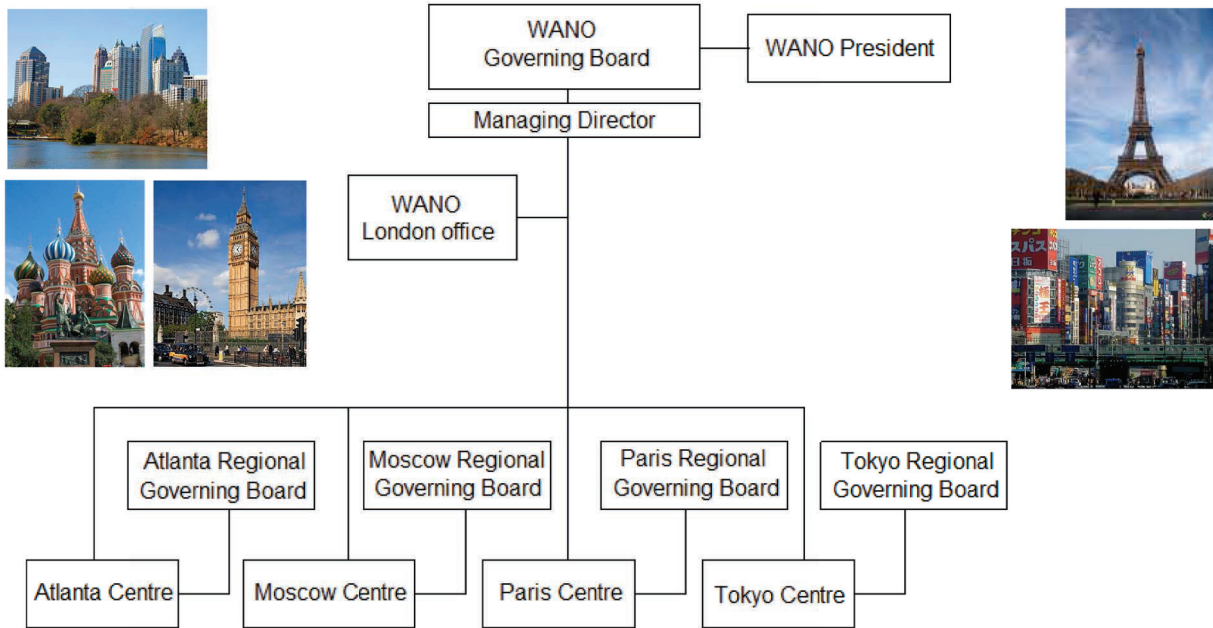 WANO
Governing Board
WANO President
Managing Director
WANO
London office
Atlanta Regional
Governing Board
Moscow Regional
Governing Board
Paris Regional
Governing Board
Tokyo Regional
Governing Board
Atlanta Centre
Moscow Centre
Paris Centre
Tokyo Centre